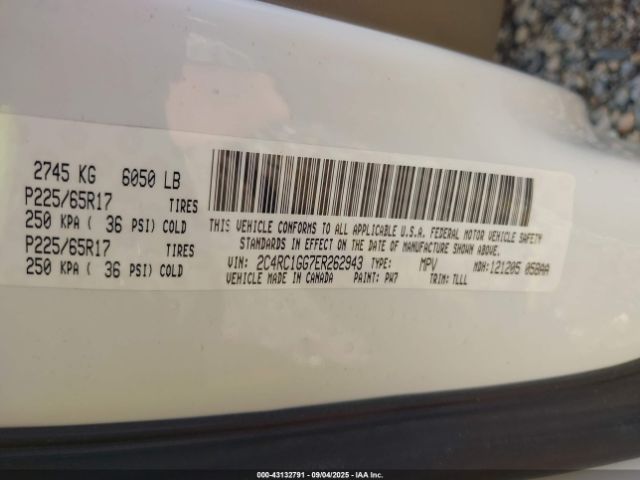 2745 KG 6050 LB
P225/65R17 TIRES
250 KPA ( 36 PSI) COLD
P225/65R17 TIRES
250 KPA ( 36 PSI) COLD
THIS VEHICLE CONFORMS TO ALL APPLICABLE U.S.A. FEDERAL MOTOR VEHICLE SAFETY
STANDARDS IN EFFECT ON THE DATE OF MANUFACTURE SHOWN ABOVE.
VIN: 2C4RC1GG7ER262943 TYPE: MPV MDH: 121205 058AA
VEHICLE MADE IN CANADA PAINT: PW7 TRIM: TLLL
000-43132791 - 09/04/2025 - IAA Inc.